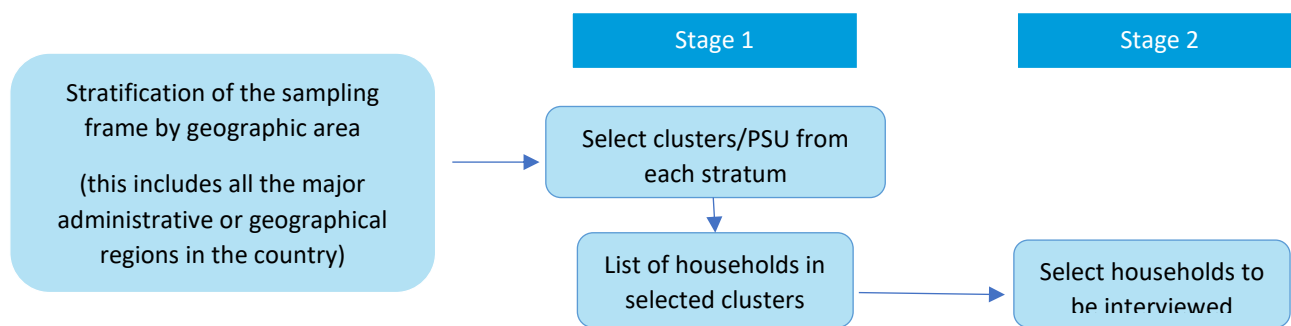 Stage 1
Stage 2
Stratification of the sampling
frame by geographic area
(this includes all the major
administrative or geographical
regions in the country)
Select clusters/PSU from
each stratum
List of households in
selected clusters
Select households to
be interviewed